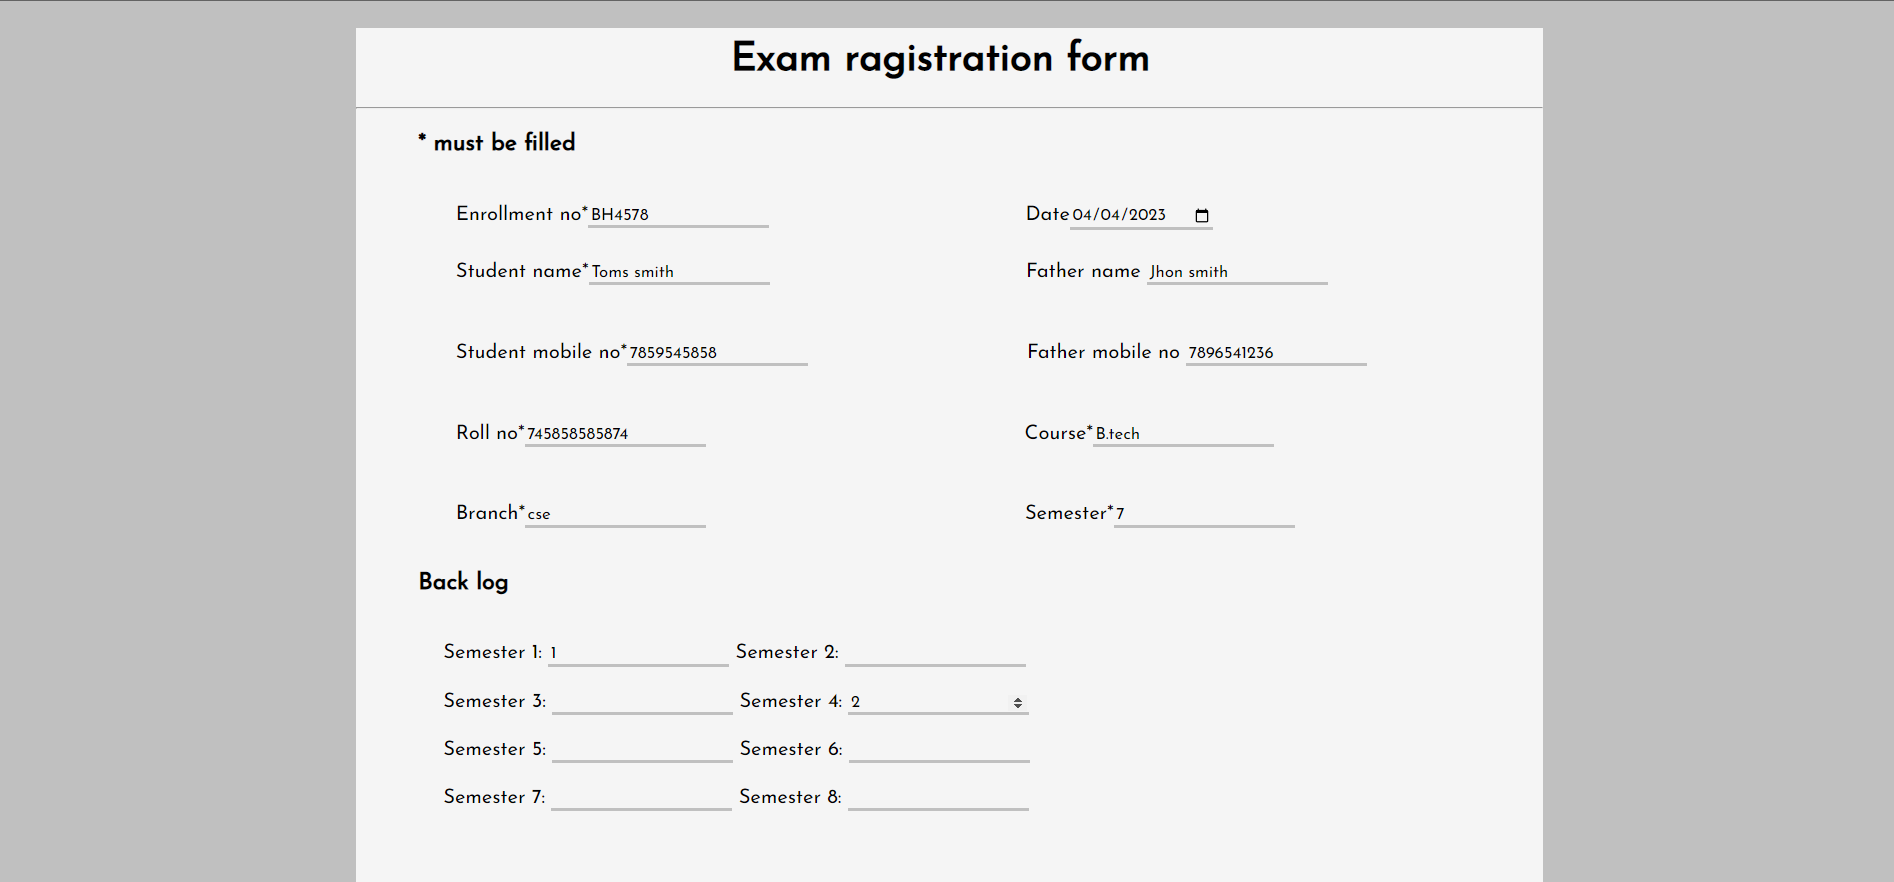 Exam ragistration form
* must be filled
Enrollment no* BH4578 Date 04/04/2023
Student name* Toms smith Father name Jhon smith
Student mobile no* 7859545858 Father mobile no 7896541236
Roll no* 745858585874 Course* B.tech
Branch* cse Semester* 7
Back log
Semester 1: 1 Semester 2:
Semester 3: Semester 4: 2
Semester 5: Semester 6:
Semester 7: Semester 8: